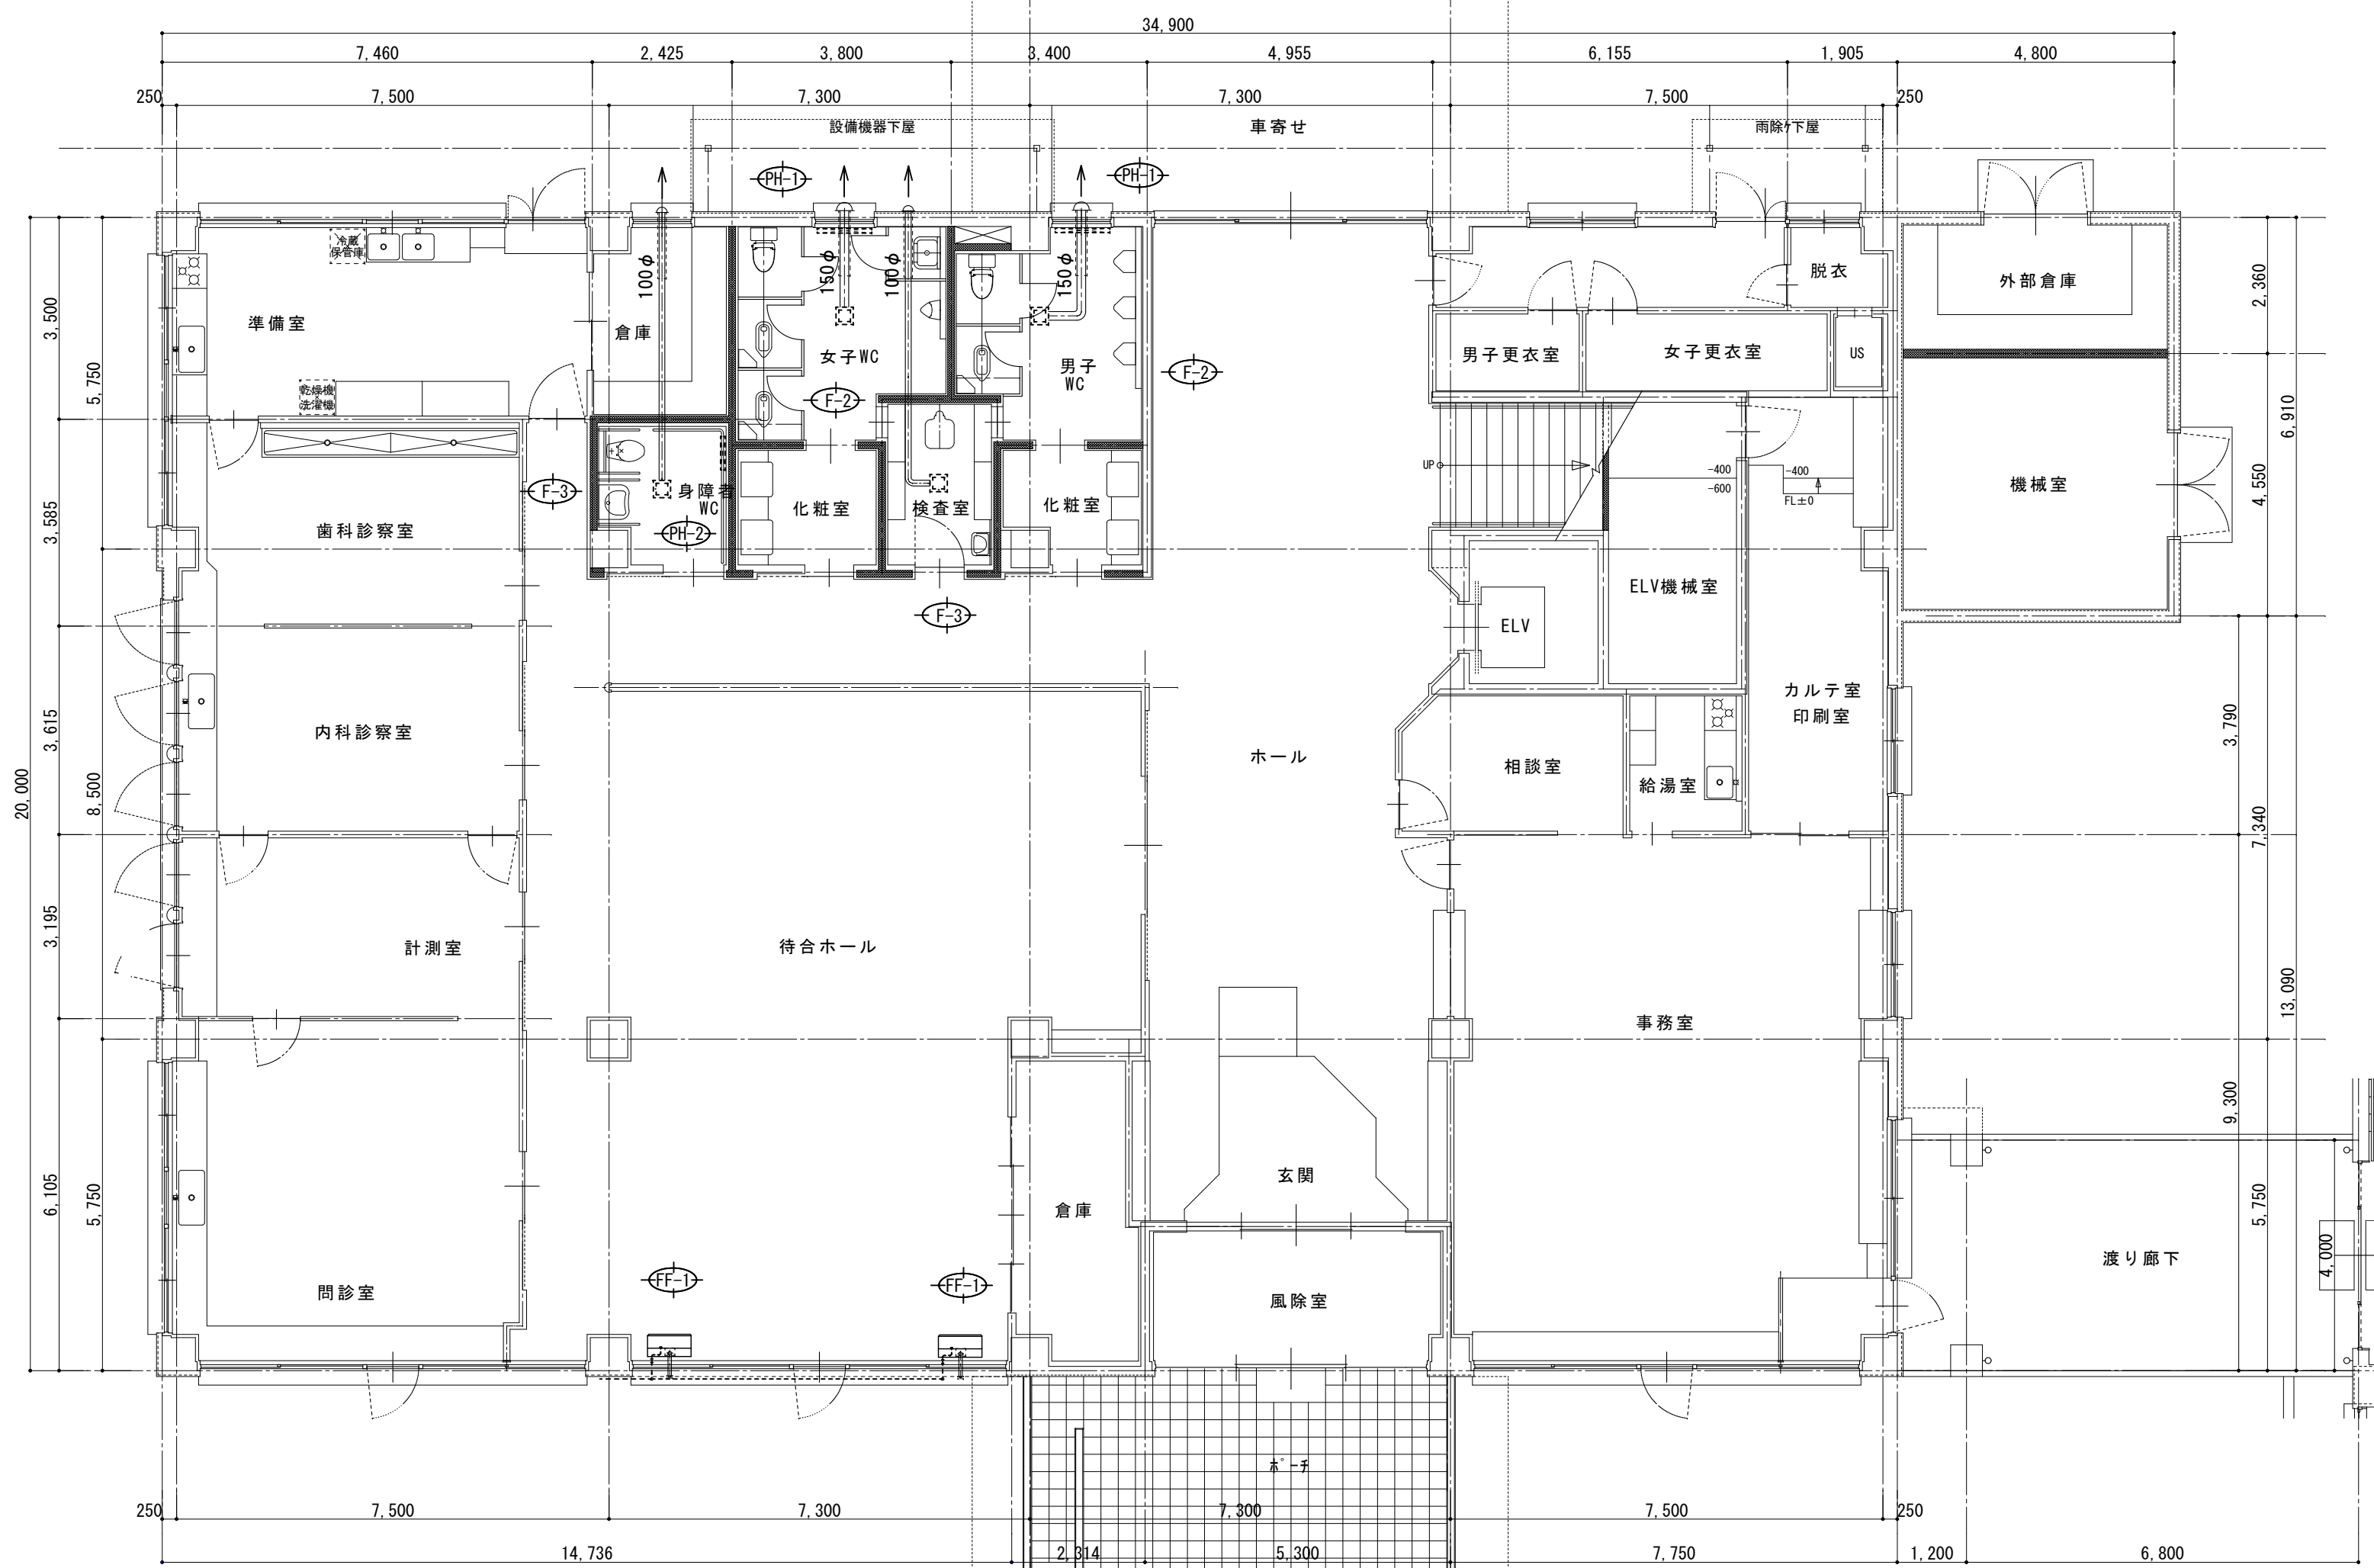 34,900
7,460
2,425
3,800
3,400
4,955
6,155
1,905
4,800
250
7,500
7,300
7,300
7,500
250
設備機器下屋
車寄せ
雨除ケ下屋
PH-1
PH-1
冷蔵
保管庫
100φ
150φ
100φ
150φ
脱衣
外部倉庫
2,360
3,500
準備室
倉庫
女子WC
男子
WC
F-2
男子更衣室
女子更衣室
US
5,750
乾燥機
洗濯機
F-2
6,910
UP
-400
-600
-400
FL±0
機械室
4,550
F-3
身障者
WC
PH-2
化粧室
検査室
化粧室
3,585
歯科診察室
ELV機械室
F-3
ELV
カルテ室
印刷室
3,615
内科診察室
3,790
ホール
相談室
給湯室
20,000
8,500
7,340
3,195
計測室
待合ホール
13,090
事務室
9,300
玄関
6,105
5,750
倉庫
5,750
4,000
渡り廊下
問診室
FF-1
FF-1
風除室
ポーチ
250
7,500
7,300
7,300
7,500
250
14,736
2,314
5,300
7,750
1,200
6,800